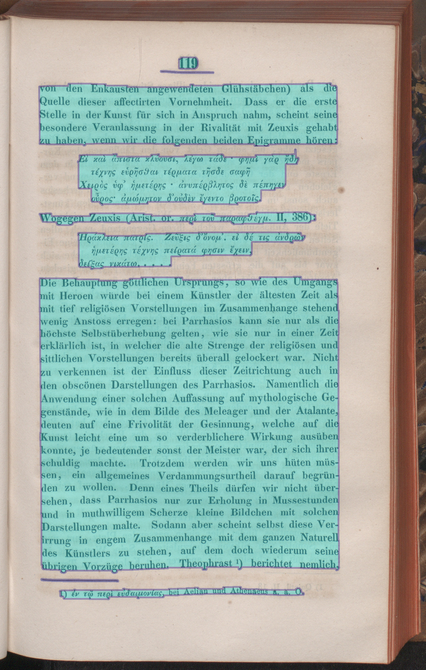 119
von den Enkausten angewendeten Glühstäbchen) als die
Quelle dieser affectirten Vornehmheit. Dass er die erste
Stelle in der Kunst für sich in Anspruch nahm, scheint seine
besondere Veranlassung in der Rivalität mit Zeuxis gehabt
zu haben, wenn wir die folgenden beiden Epigramme hören:
Εἰ καὶ ἄπιστα κλύουσι, λέγω τάδε· φημὶ γὰρ ἤδη
τέχνης εὑρῆσθαι τέρματα τῆσδε σαφῆ
Χειρὸς ὑφ' ἡμετέρης· ἀνυπέρβλητος δὲ πέπηγεν
οὖρος· ἀμώμητον δ'οὐδὲν ἔγεντο βροτοῖς.
Wogegen Zeuxis (Arist. or. περὶ τοῦ παραφϑέγμ. II, 386):
Ἡράκλεια πατρίς. Ζεῦξις δ'ὄνομ'. εἰ δέ τις ἀνδρῶν
ἡμετέρης τέχνης πείρατά φησιν ἔχειν,
δείξας νικάτω.....
Die Behauptung göttlichen Ursprungs, so wie des Umgangs
mit Heroen würde bei einem Künstler der ältesten Zeit als
mit tief religiösen Vorstellungen im Zusammenhange stehend
wenig Anstoss erregen: bei Parrhasios kann sie nur als die
höchste Selbstüberhebung gelten, wie sie nur in einer Zeit
erklärlich ist, in welcher die alte Strenge der religiösen und
sittlichen Vorstellungen bereits überall gelockert war. Nicht
zu verkennen ist der Einfluss dieser Zeitrichtung auch in
den obscönen Darstellungen des Parrhasios. Namentlich die
Anwendung einer solchen Auffassung auf mythologische Ge-
genstände, wie in dem Bilde des Meleager und der Atalante,
deuten auf eine Frivolität der Gesinnung, welche auf die
Kunst leicht eine um so verderblichere Wirkung ausüben
konnte, je bedeutender sonst der Meister war, der sich ihrer
schuldig machte. Trotzdem werden wir uns hüten müs-
sen, ein allgemeines Verdammungsurtheil darauf begrün-
den zu wollen. Denn eines Theils dürfen wir nicht über-
sehen, dass Parrhasios nur zur Erholung in Mussestunden
und in muthwilligem Scherze kleine Bildchen mit solchen
Darstellungen malte. Sodann aber scheint selbst diese Ver-
irrung in engem Zusammenhange mit dem ganzen Naturell
des Künstlers zu stehen, auf dem doch wiederum seine
übrigen Vorzüge beruhen. Theophrast ¹) berichtet nemlich,
¹) ἐν τῷ περὶ εὐδαιμονίας, bei Aelian und Athenaeus a. a. O.